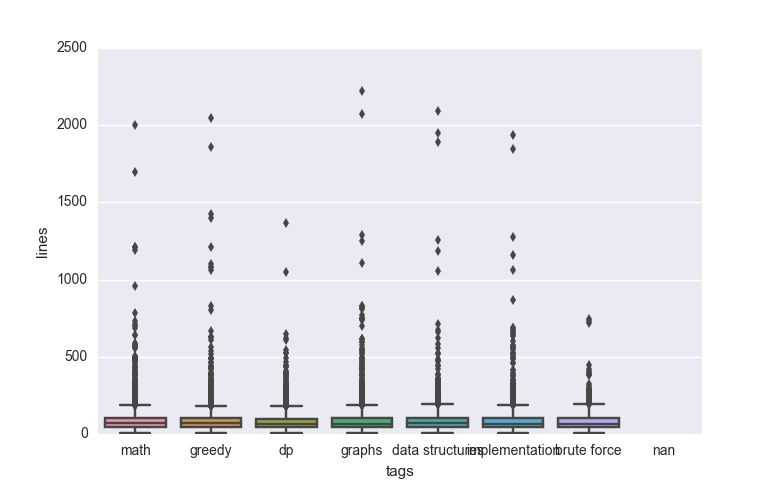 2500
2000
1500
1000
500
0
lines
math greedy dp graphs data structures implementation brute force nan
tags